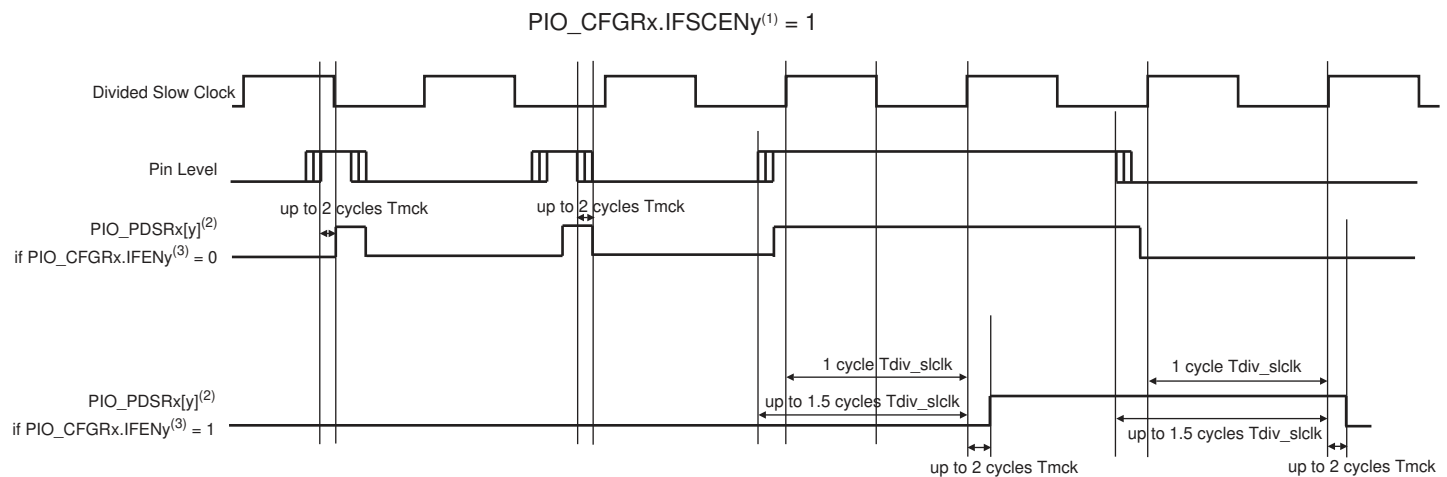 PIO_CFGRx.IFSCENy(1) = 1
Divided Slow Clock
Pin Level
up to 2 cycles Tmck
up to 2 cycles Tmck
PIO_PDSRx[y](2)
if PIO_CFGRx.IFENy(3) = 0
1 cycle Tdiv_slclk
1 cycle Tdiv_slclk
PIO_PDSRx[y](2)
up to 1.5 cycles Tdiv_slclk
if PIO_CFGRx.IFENy(3) = 1
up to 1.5 cycles Tdiv_slclk
up to 2 cycles Tmck
up to 2 cycles Tmck